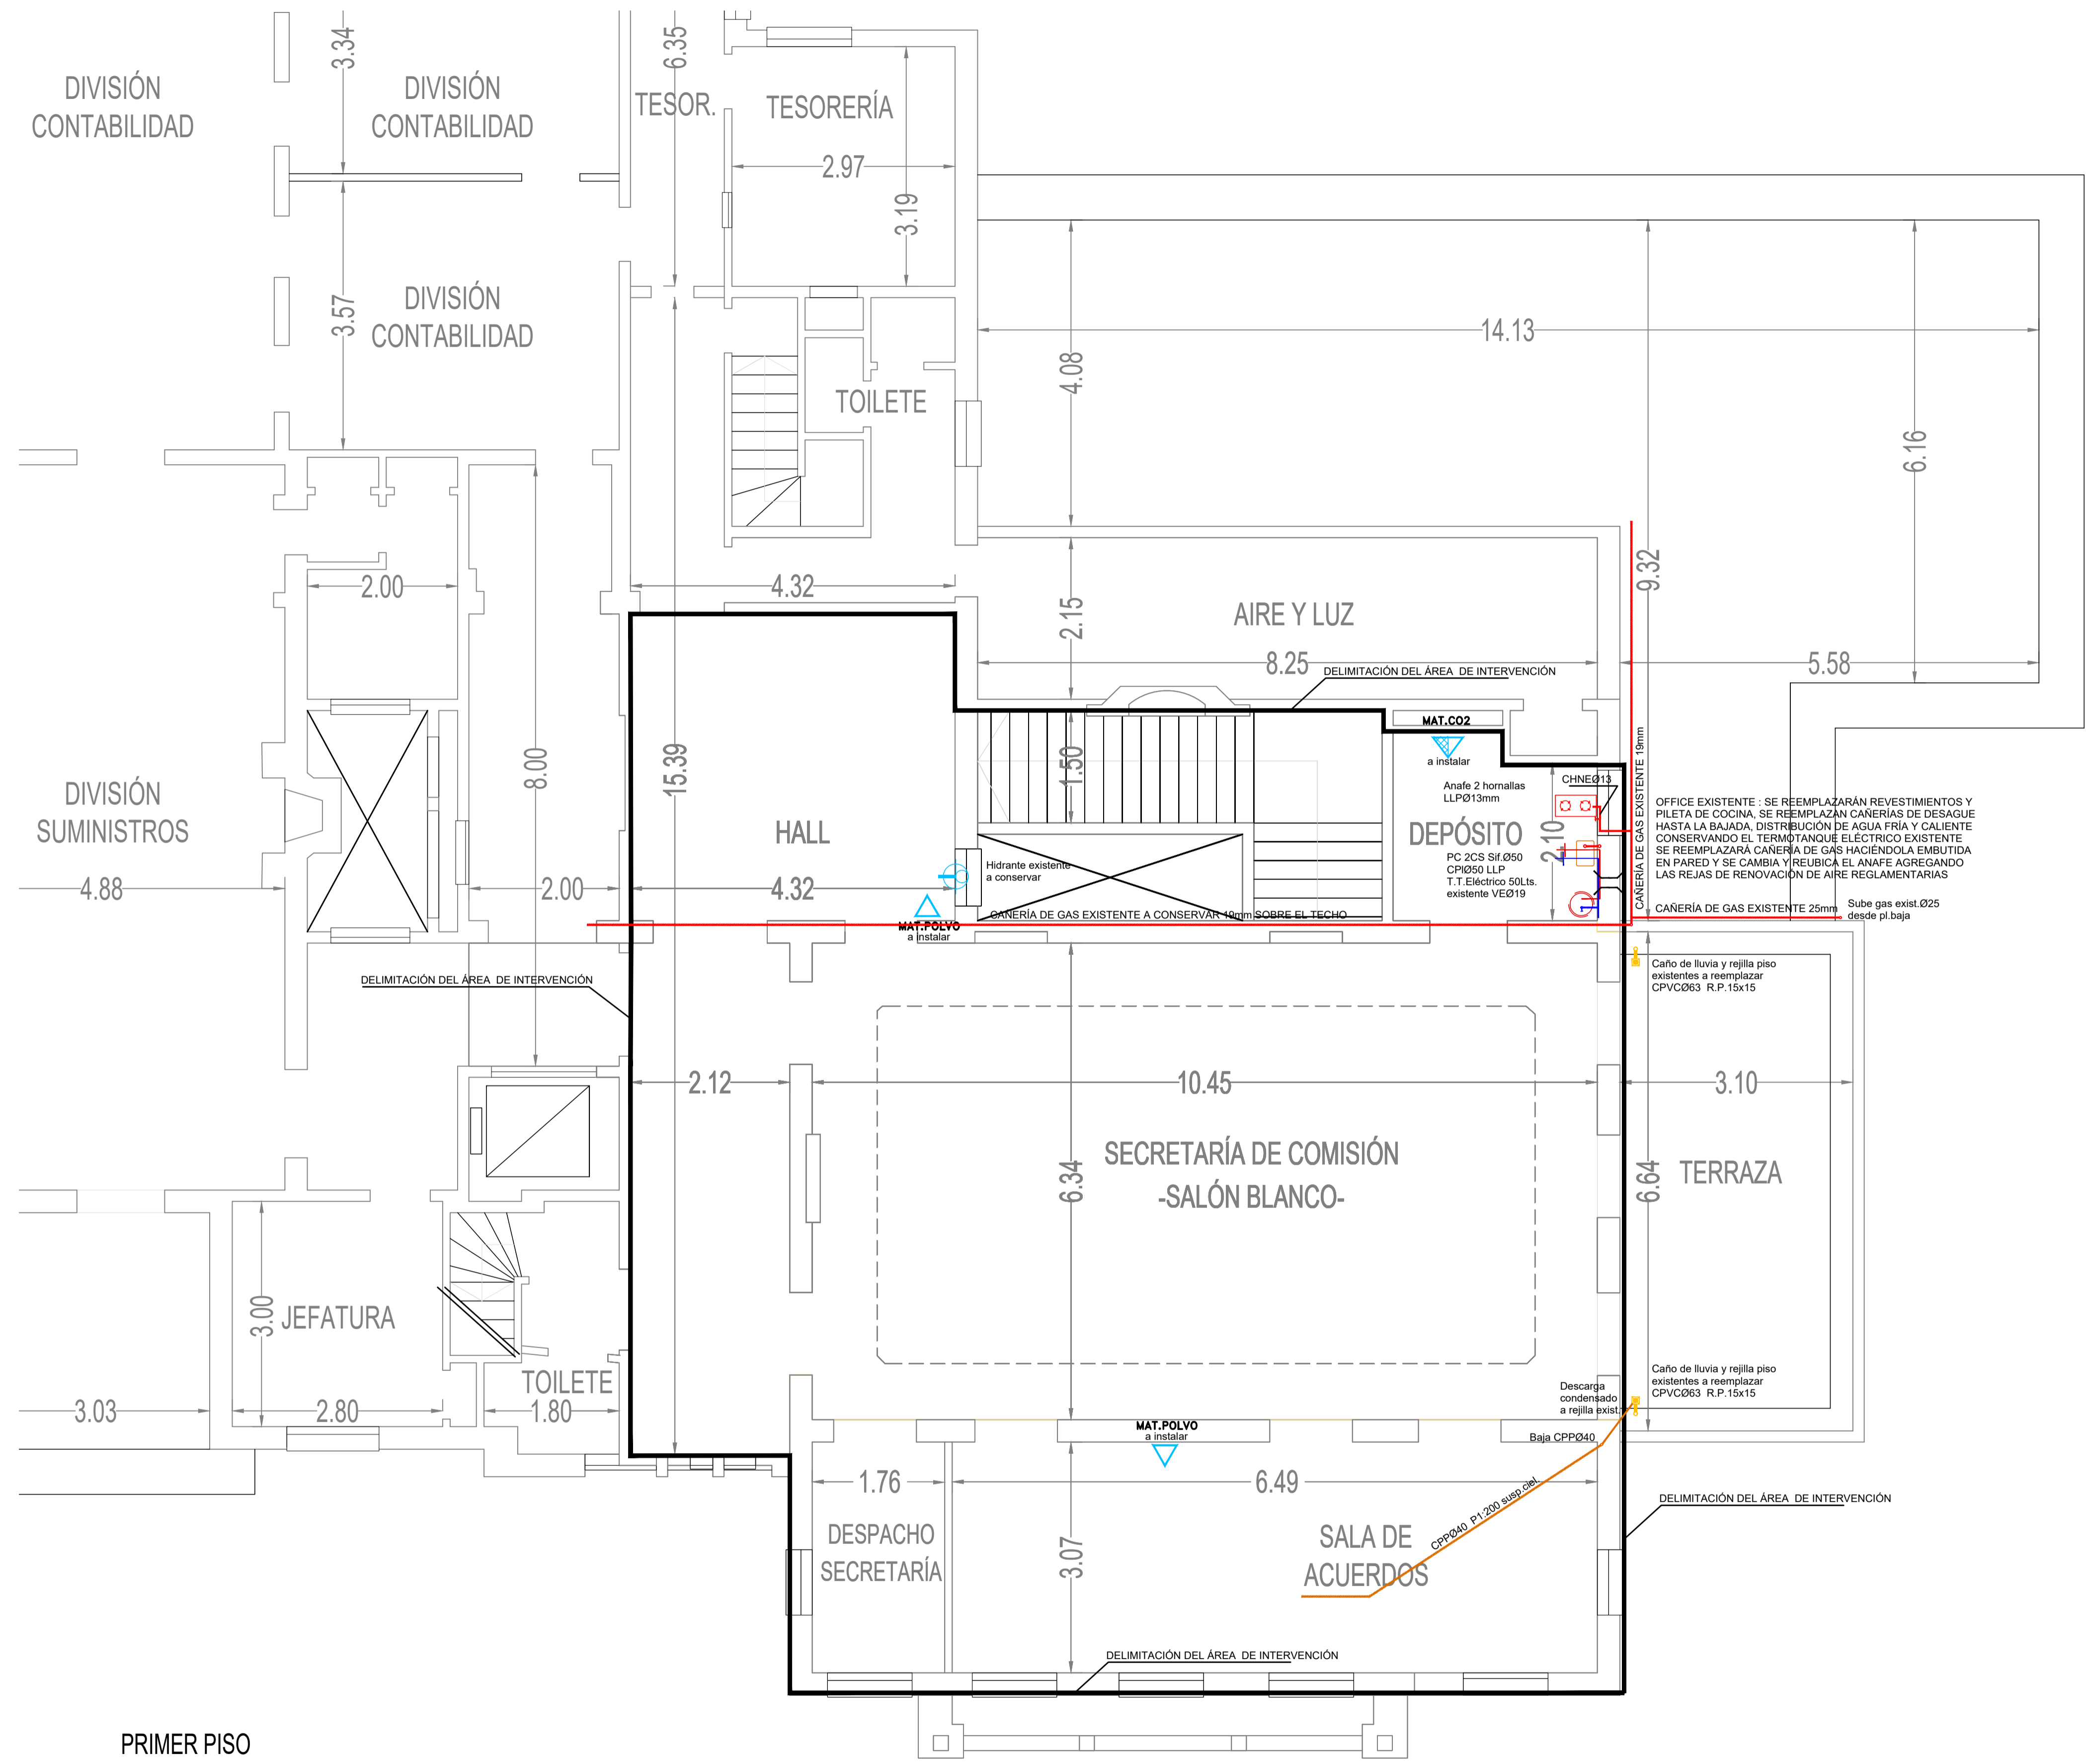 3.34
6.35
DIVISIÓN
CONTABILIDAD
DIVISIÓN
CONTABILIDAD
TESOR.
TESORERÍA
2.97
3.19
3.57
DIVISIÓN
CONTABILIDAD
14.13
4.08
TOILETE
6.16
9.32
2.00
4.32
2.15
AIRE Y LUZ
8.25
5.58
DELIMITACIÓN DEL ÁREA DE INTERVENCIÓN
MAT.CO2
a instalar
8.00
15.39
1.50
CAÑERÍA DE GAS EXISTENTE 19mm
CHNEØ13
Anafe 2 hornallas
LLPØ13mm
DIVISIÓN
SUMINISTROS
HALL
DEPÓSITO
2.10
OFFICE EXISTENTE : SE REEMPLAZARÁN REVESTIMIENTOS Y
PILETA DE COCINA, SE REEMPLAZAN CAÑERÍAS DE DESAGUE
HASTA LA BAJADA, DISTRIBUCIÓN DE AGUA FRÍA Y CALIENTE
CONSERVANDO EL TERMOTANQUE ELÉCTRICO EXISTENTE
SE REEMPLAZARÁ CAÑERÍA DE GAS HACIÉNDOLA EMBUTIDA
EN PARED Y SE CAMBIA Y REUBICA EL ANAFE AGREGANDO
LAS REJAS DE RENOVACIÓN DE AIRE REGLAMENTARIAS
PC 2CS Sif.Ø50
CPIØ50 LLP
T.T.Eléctrico 50Lts.
existente VEØ19
Hidrante existente
a conservar
4.88
2.00
4.32
MAT.POLVO
a instalar
CAÑERÍA DE GAS EXISTENTE A CONSERVAR 19mm SOBRE EL TECHO
CAÑERÍA DE GAS EXISTENTE 25mm
Sube gas exist.Ø25
desde pl.baja
DELIMITACIÓN DEL ÁREA DE INTERVENCIÓN
Caño de lluvia y rejilla piso
existentes a reemplazar
CPVCØ63 R.P.15x15
2.12
10.45
3.10
SECRETARÍA DE COMISIÓN
-SALÓN BLANCO-
6.34
6.64
TERRAZA
3.00
JEFATURA
TOILETE
3.03
2.80
1.80
Caño de lluvia y rejilla piso
existentes a reemplazar
CPVCØ63 R.P.15x15
Descarga
condensado
a rejilla exist.
MAT.POLVO
a instalar
Baja CPPØ40
1.76
6.49
CPPØ40 P1:200 susp.ciel.
DELIMITACIÓN DEL ÁREA DE INTERVENCIÓN
DESPACHO
SECRETARÍA
3.07
SALA DE
ACUERDOS
DELIMITACIÓN DEL ÁREA DE INTERVENCIÓN
PRIMER PISO